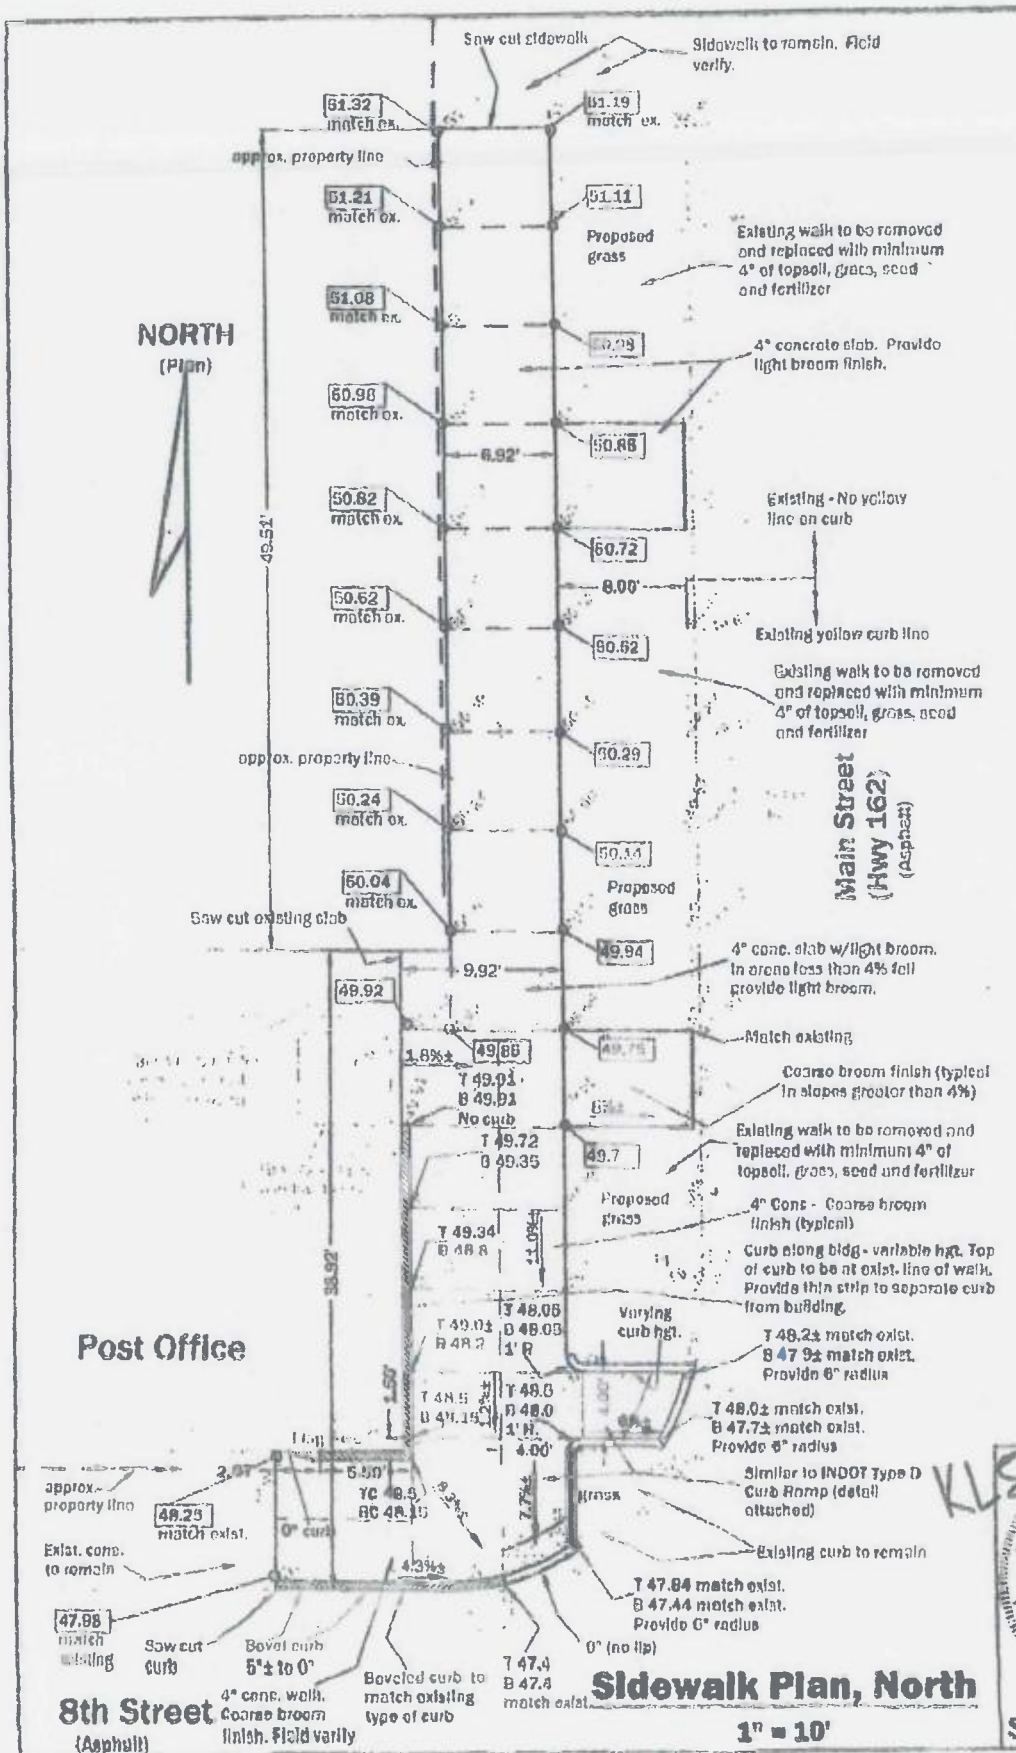 Saw cut sidewalk
Sidewalk to remain. Field
verify.
51.32
match ex.
51.19
match ex.
approx. property line
51.21
match ex.
51.11
Proposed
grass
Existing walk to be removed
and replaced with minimum
4" of topsoil, grass, seed
and fertilizer
NORTH
(Plan)
51.08
match ex.
50.98
4" concrete slab. Provide
light broom finish.
50.98
match ex.
50.88
6.92'
49.51'
50.82
match ex.
50.72
Existing - No yellow
line on curb
8.00'
50.62
match ex.
50.52
Existing yellow curb line
Existing walk to be removed
and replaced with minimum
4" of topsoil, grass, seed
and fertilizer
50.39
match ex.
50.29
approx. property line
Main Street
(Hwy 162)
(Asphalt)
50.24
match ex.
50.14
50.04
match ex.
Proposed
grass
Saw cut existing slab
49.94
4" conc. slab w/light broom.
In areas less than 4% fall
provide light broom.
9.92'
49.92
49.86
49.75
Match existing
1.8%±
T 49.91
B 49.91
No curb
Coarse broom finish (typical
in slopes greater than 4%)
T 49.72
B 49.35
49.7
Existing walk to be removed and
replaced with minimum 4" of
topsoil, grass, seed and fertilizer
Proposed
grass
4" Conc - Coarse broom
finish (typical)
T 49.34
B 48.8
11.0%±
38.92'
Curb along bldg - variable hgt. Top
of curb to be at exist. line of walk.
Provide thin strip to separate curb
from building.
T 49.0±
B 48.2
T 48.06
B 48.06
1' R
Varying
curb hgt.
Post Office
T 48.2± match exist.
B 47.9± match exist.
Provide 6" radius
1.50'
T 48.5
B 48.15
T 48.0
B 48.0
1' R.
4.00'
T 48.0± match exist.
B 47.7± match exist.
Provide 6" radius
4.00'
approx.
property line
5.50'
TC 48.5
BC 48.15
8.3%±
7.7%±
grass
Similar to INDOT Type D
Curb Ramp (detail
attached)
KLS
48.25
match exist.
0" curb
Exist. conc.
to remain
4.3%±
Existing curb to remain
T 47.84 match exist.
B 47.44 match exist.
Provide 6" radius
47.98
match
existing
Saw cut
curb
Bevel curb
5"± to 0"
0" (no lip)
Beveled curb to
match existing
type of curb
T 47.4
B 47.4
match exist
4" conc. walk.
Coarse broom
finish. Field varify
8th Street
(Asphalt)
Sidewalk Plan, North
1" = 10'